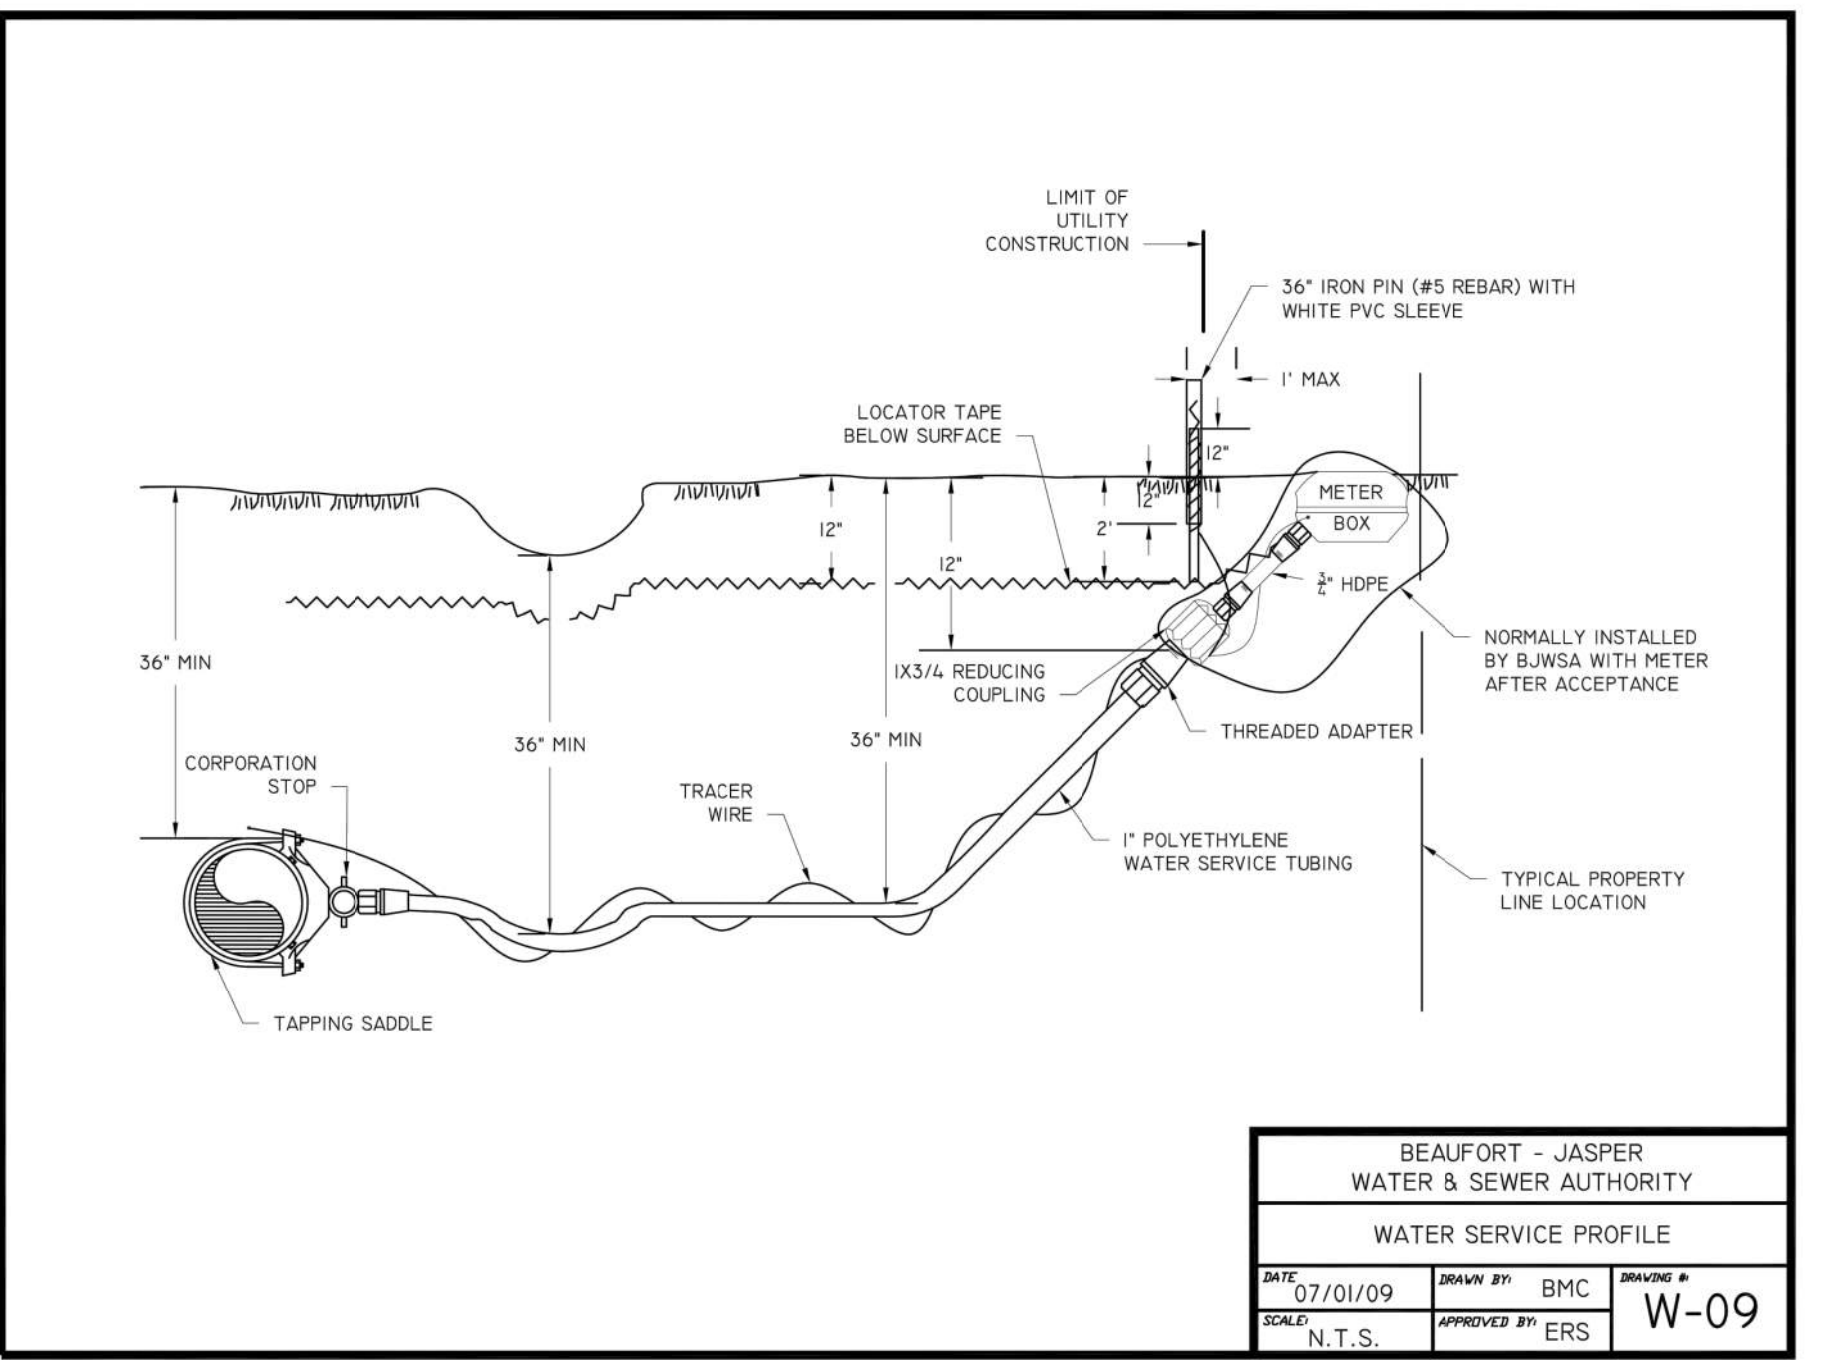 LIMIT OF
UTILITY
CONSTRUCTION
36" IRON PIN (#5 REBAR) WITH
WHITE PVC SLEEVE
1' MAX
LOCATOR TAPE
BELOW SURFACE
12"
12"
12"
2'
12"
METER
BOX
3/4" HDPE
36" MIN
36" MIN
36" MIN
1X3/4 REDUCING
COUPLING
NORMALLY INSTALLED
BY BJWSA WITH METER
AFTER ACCEPTANCE
THREADED ADAPTER
CORPORATION
STOP
TRACER
WIRE
1" POLYETHYLENE
WATER SERVICE TUBING
TYPICAL PROPERTY
LINE LOCATION
TAPPING SADDLE
BEAUFORT - JASPER
WATER & SEWER AUTHORITY
WATER SERVICE PROFILE
DATE 07/01/09
DRAWN BY: BMC
DRAWING #:
W-09
SCALE: N.T.S.
APPROVED BY: ERS